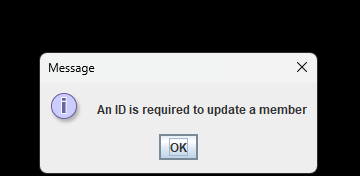 Message
An ID is required to update a member
OK